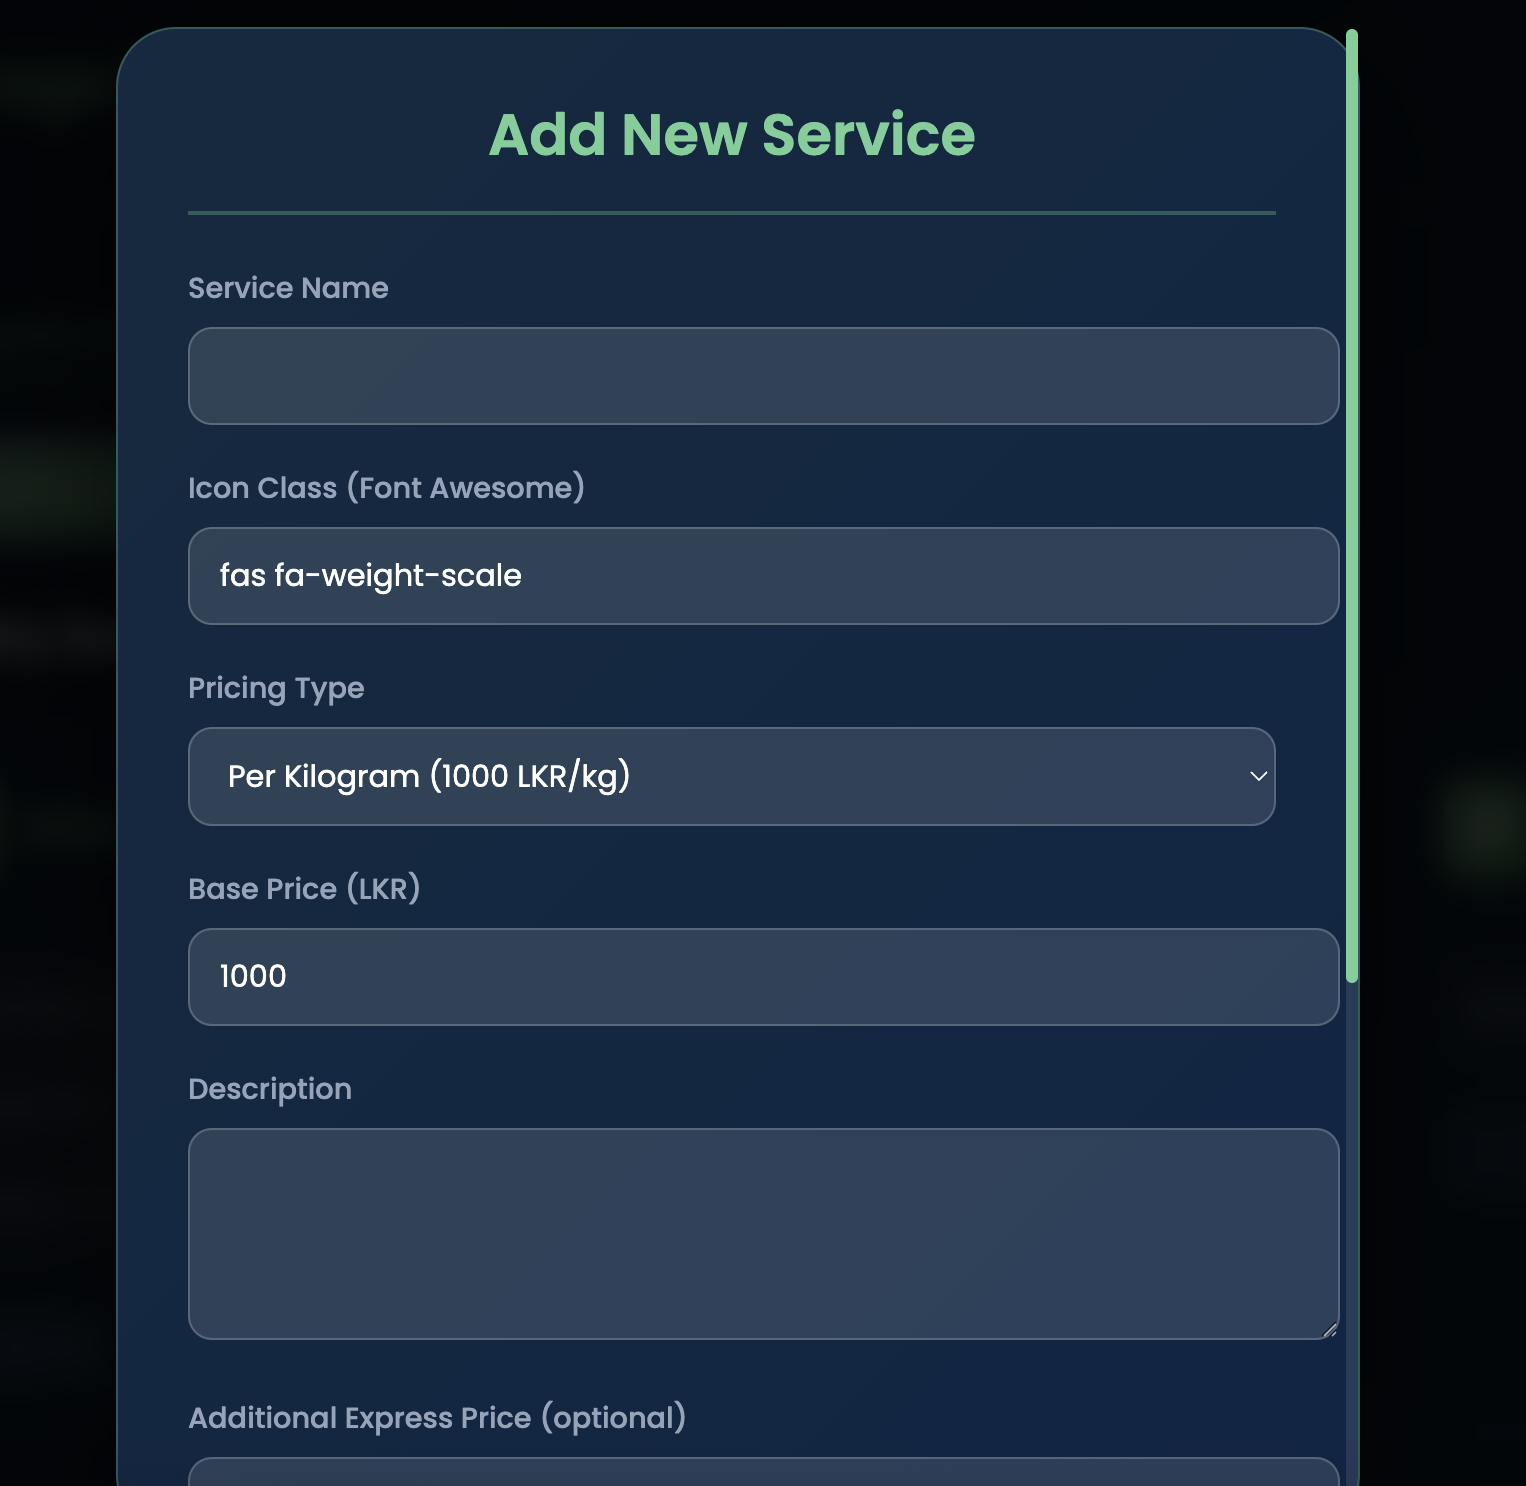 Add New Service
Service Name
Icon Class (Font Awesome)
fas fa-weight-scale
Pricing Type
Per Kilogram (1000 LKR/kg)
Base Price (LKR)
1000
Description
Additional Express Price (optional)